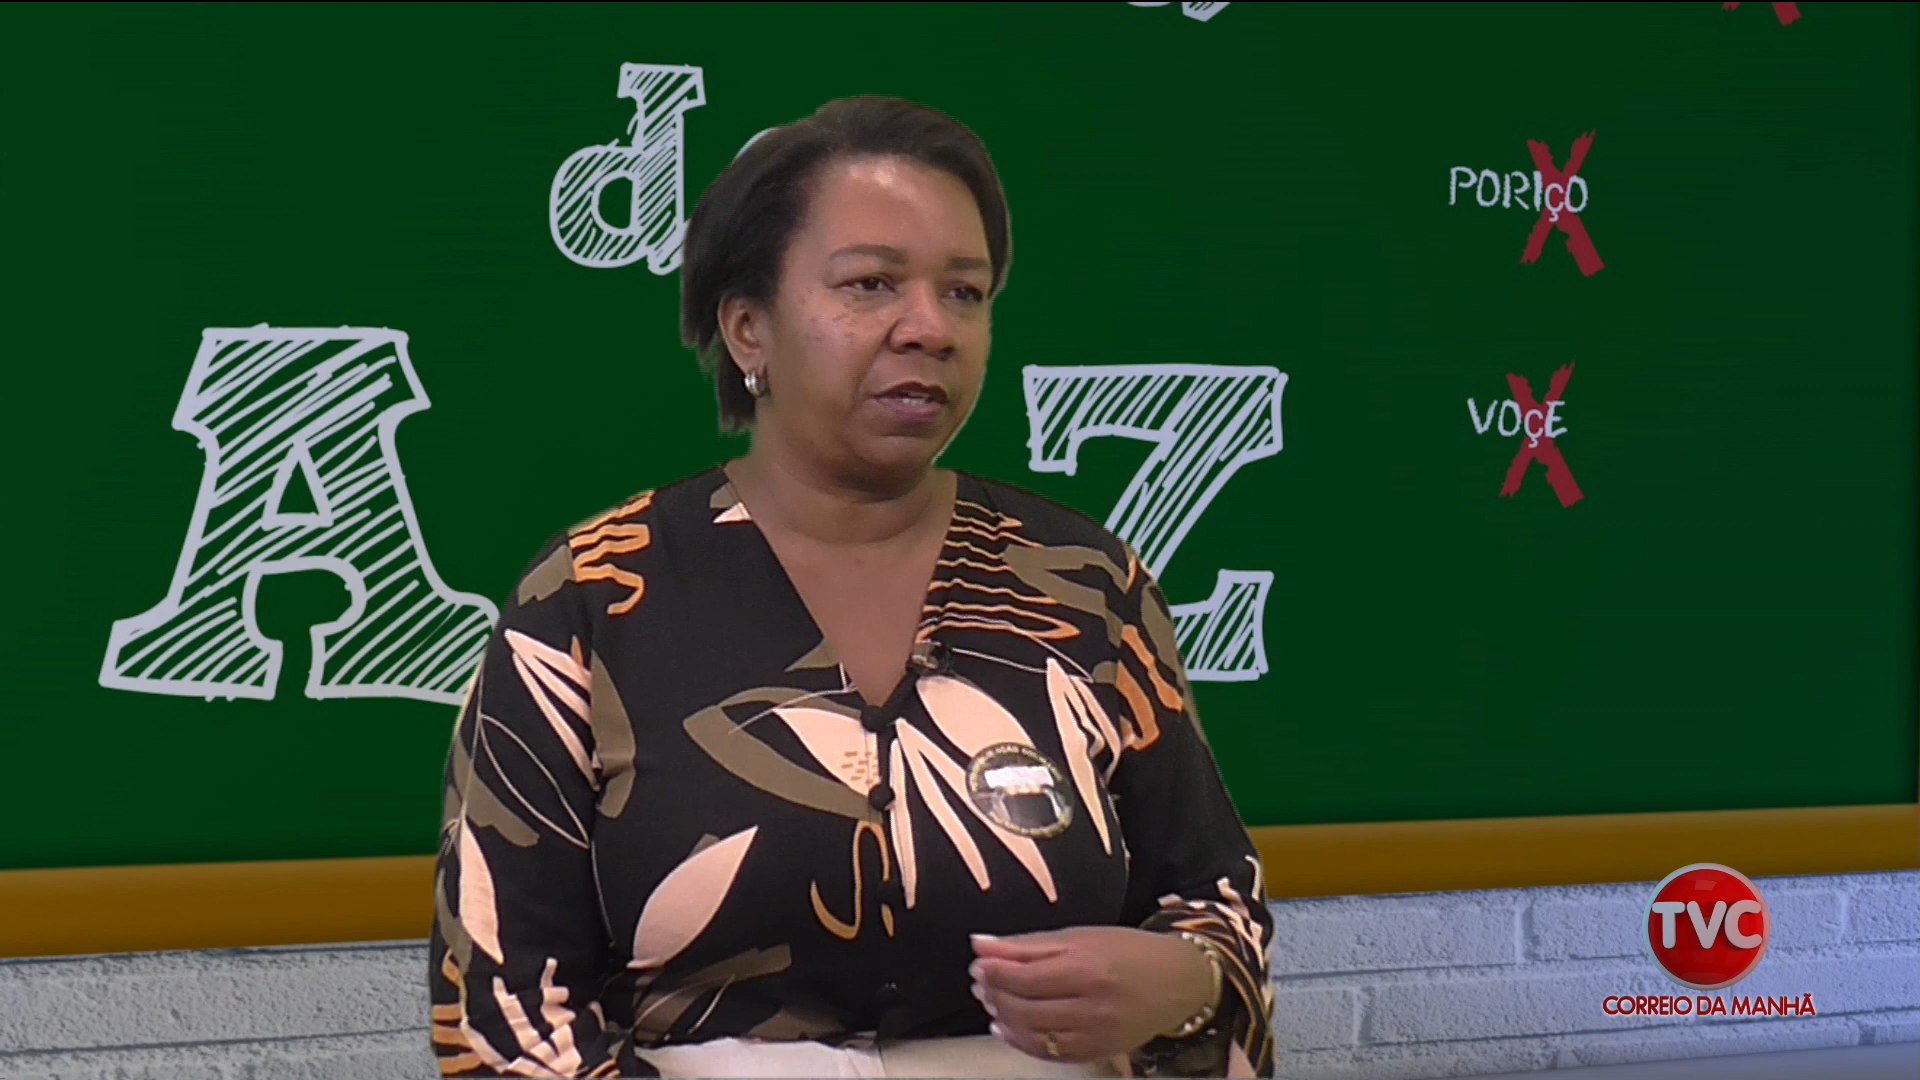 d
A Z
PORIÇO
VOÇE
TVC
CORREIO DA MANHÃ